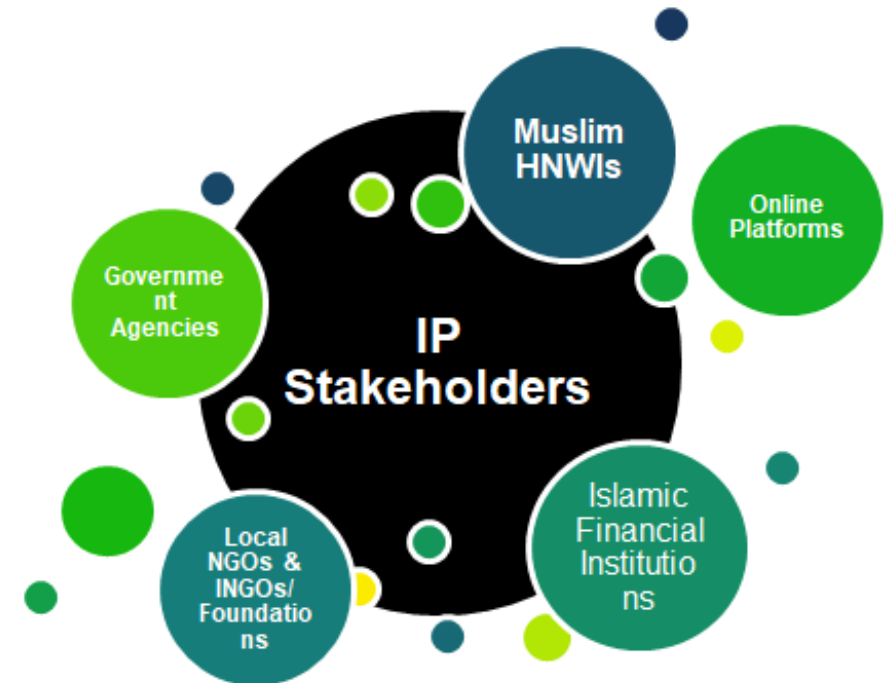 Muslim
HNWIs
Online
Platforms
Governme
nt
Agencies
IP
Stakeholders
Islamic
Financial
Institutio
ns
Local
NGOs &
INGOs/
Foundatio
ns